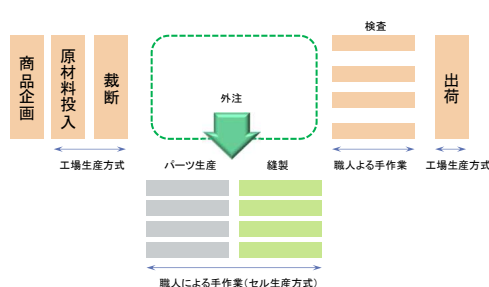 検査
商品企画
原材料投入
裁断
外注
出荷
工場生産方式
パーツ生産
縫製
職人よる手作業
工場生産方式
職人による手作業(セル生産方式)